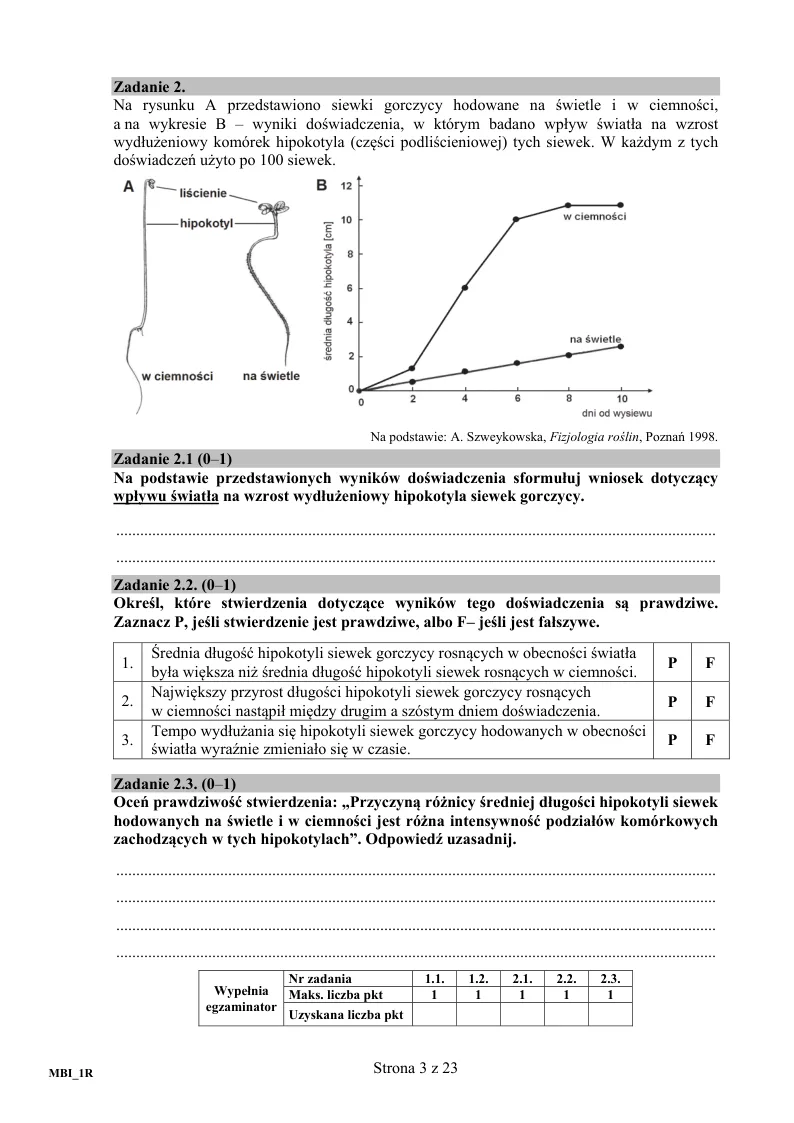 Zadanie 2.
Na rysunku A przedstawiono siewki gorczycy hodowane na świetle i w ciemności,
a na wykresie B – wyniki doświadczenia, w którym badano wpływ światła na wzrost
wydłużeniowy komórek hipokotyla (części podliścieniowej) tych siewek. W każdym z tych
doświadczeń użyto po 100 siewek.
A
liścienie
hipokotyl
w ciemności
na świetle
B
średnia długość hipokotyla [cm]
12
10
8
6
4
2
0
w ciemności
na świetle
0 2 4 6 8 10
dni od wysiewu
Na podstawie: A. Szweykowska, Fizjologia roślin, Poznań 1998.
Zadanie 2.1 (0–1)
Na podstawie przedstawionych wyników doświadczenia sformułuj wniosek dotyczący
wpływu światła na wzrost wydłużeniowy hipokotyla siewek gorczycy.
Zadanie 2.2. (0–1)
Określ, które stwierdzenia dotyczące wyników tego doświadczenia są prawdziwe.
Zaznacz P, jeśli stwierdzenie jest prawdziwe, albo F– jeśli jest fałszywe.
1. Średnia długość hipokotyli siewek gorczycy rosnących w obecności światła
była większa niż średnia długość hipokotyli siewek rosnących w ciemności. P F
2. Największy przyrost długości hipokotyli siewek gorczycy rosnących
w ciemności nastąpił między drugim a szóstym dniem doświadczenia. P F
3. Tempo wydłużania się hipokotyli siewek gorczycy hodowanych w obecności
światła wyraźnie zmieniało się w czasie. P F
Zadanie 2.3. (0–1)
Oceń prawdziwość stwierdzenia: „Przyczyną różnicy średniej długości hipokotyli siewek
hodowanych na świetle i w ciemności jest różna intensywność podziałów komórkowych
zachodzących w tych hipokotylach”. Odpowiedź uzasadnij.
Wypełnia
egzaminator
Nr zadania 1.1. 1.2. 2.1. 2.2. 2.3.
Maks. liczba pkt 1 1 1 1 1
Uzyskana liczba pkt
MBI_1R
Strona 3 z 23